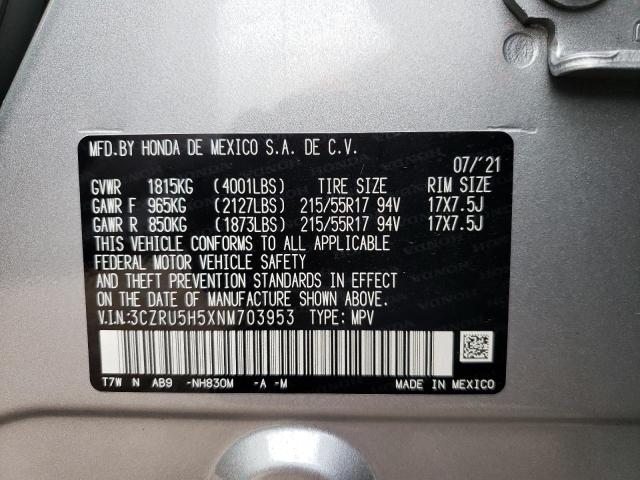 MFD.BY HONDA DE MEXICO S.A. DE C.V.
07/'21
GVWR 1815KG (4001LBS) TIRE SIZE RIM SIZE
GAWR F 965KG (2127LBS) 215/55R17 94V 17X7.5J
GAWR R 850KG (1873LBS) 215/55R17 94V 17X7.5J
THIS VEHICLE CONFORMS TO ALL APPLICABLE
FEDERAL MOTOR VEHICLE SAFETY
AND THEFT PREVENTION STANDARDS IN EFFECT
ON THE DATE OF MANUFACTURE SHOWN ABOVE.
V.I.N:3CZRU5H5XNM703953 TYPE: MPV
T7W N AB9 -NH830M -A -M MADE IN MEXICO